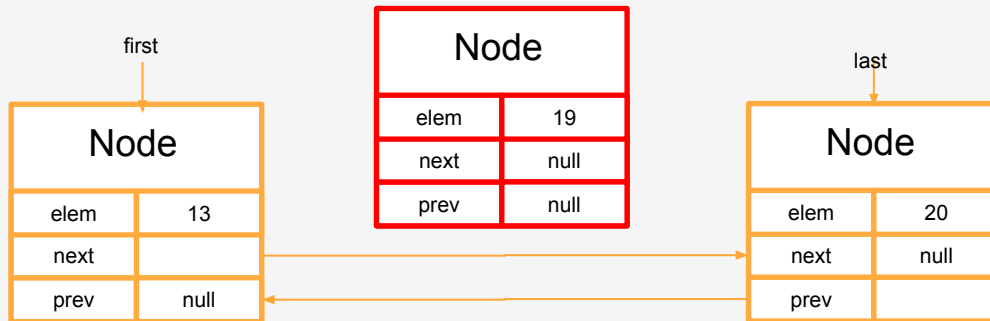 first
Node
elem 13
next
prev null
Node
elem 19
next null
prev null
last
Node
elem 20
next null
prev